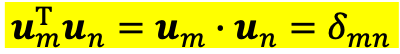 𝒖ₘᵀ𝒖ₙ = 𝒖ₘ · 𝒖ₙ = δₘₙ